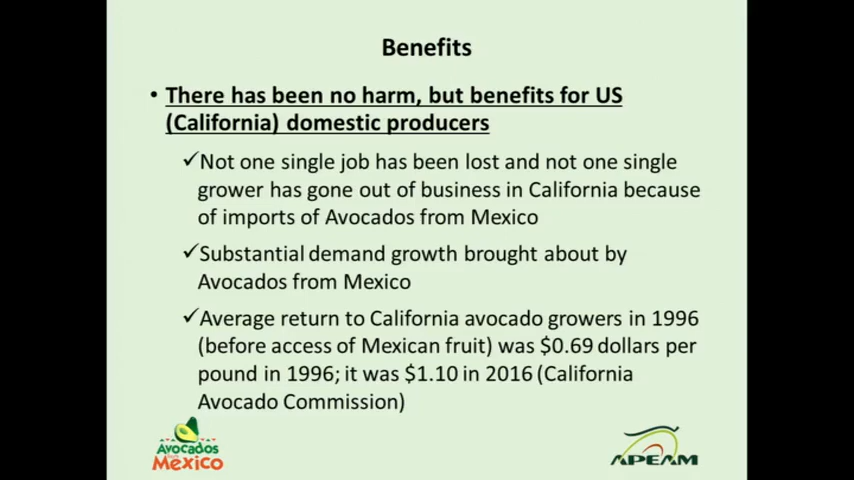 Benefits
• There has been no harm, but benefits for US
(California) domestic producers
✓Not one single job has been lost and not one single
grower has gone out of business in California because
of imports of Avocados from Mexico
✓Substantial demand growth brought about by
Avocados from Mexico
✓Average return to California avocado growers in 1996
(before access of Mexican fruit) was $0.69 dollars per
pound in 1996; it was $1.10 in 2016 (California
Avocado Commission)
Avocados
Mexico
APEAM